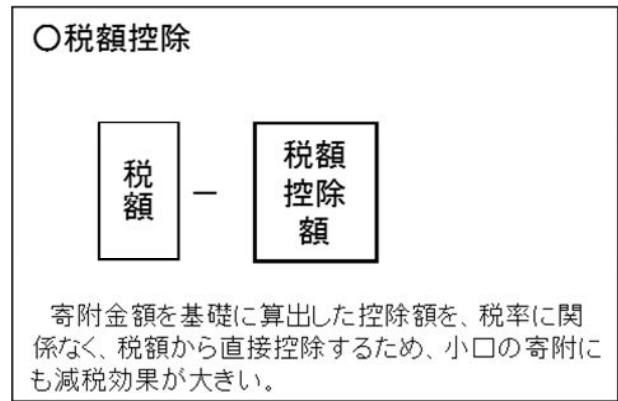 ○税額控除
税額
－
税額
控除
額
寄附金額を基礎に算出した控除額を、税率に関
係なく、税額から直接控除するため、小口の寄附に
も減税効果が大きい。